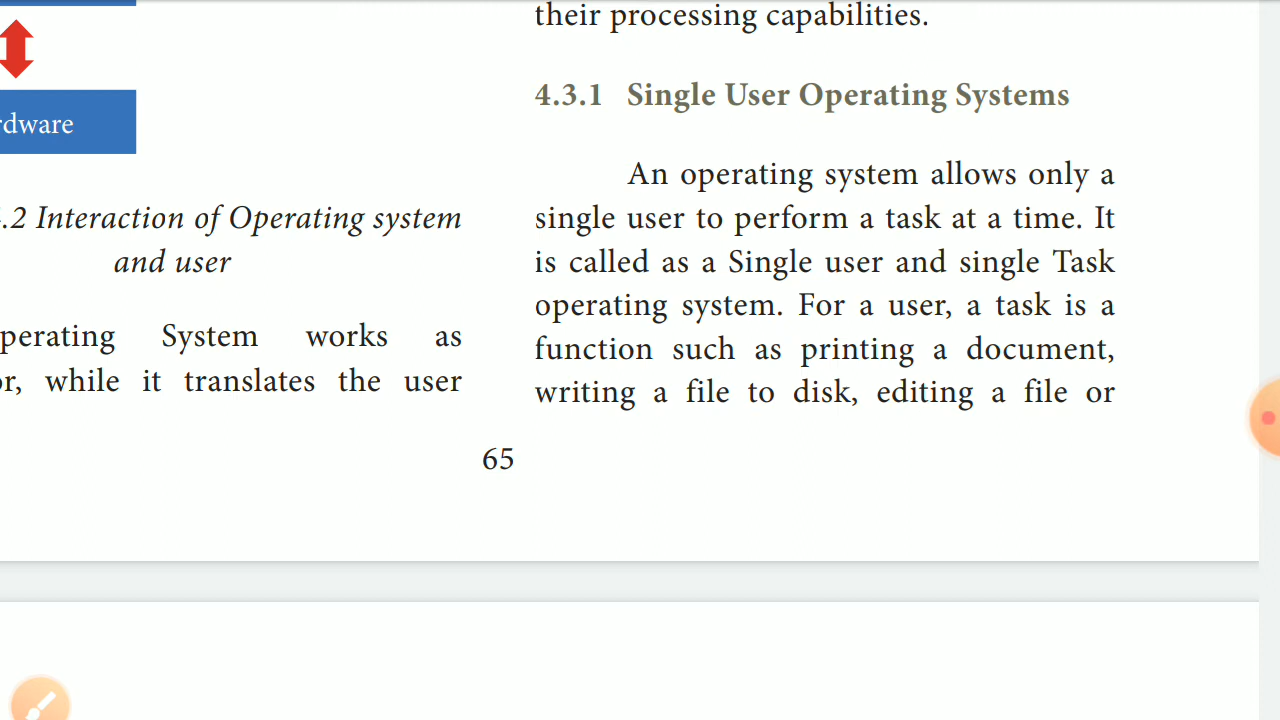 rdware
.2 Interaction of Operating system
and user
perating System works as
or, while it translates the user
their processing capabilities.
4.3.1 Single User Operating Systems
An operating system allows only a
single user to perform a task at a time. It
is called as a Single user and single Task
operating system. For a user, a task is a
function such as printing a document,
writing a file to disk, editing a file or
65